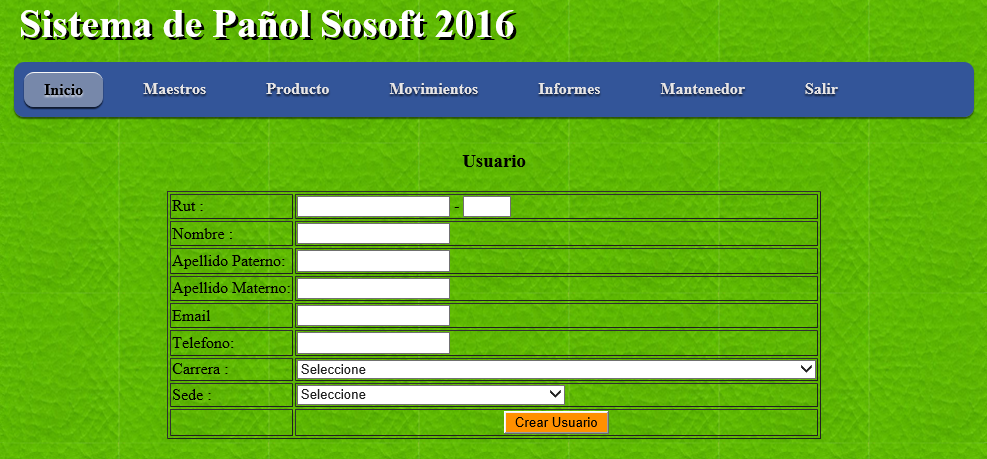 Sistema de Pañol Sosoft 2016
Inicio Maestros Producto Movimientos Informes Mantenedor Salir
Usuario
Rut : -
Nombre :
Apellido Paterno:
Apellido Materno:
Email
Telefono:
Carrera : Seleccione
Sede : Seleccione
Crear Usuario